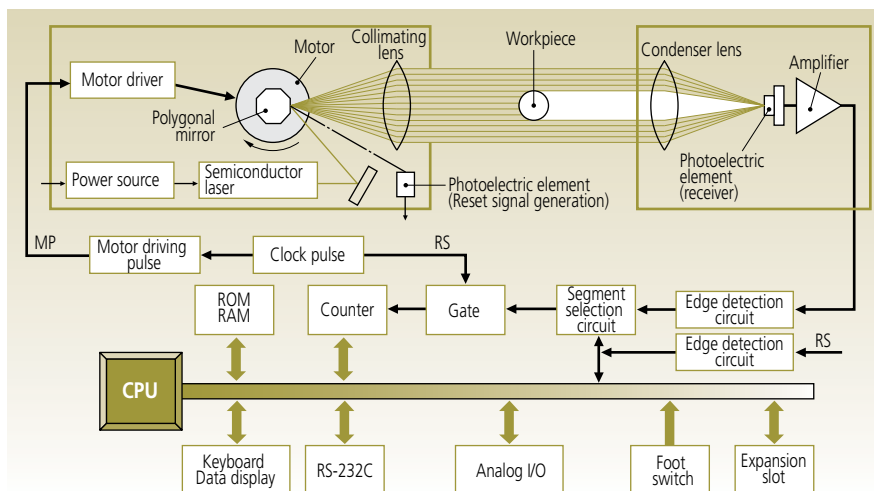 Motor
Collimating
lens
Workpiece
Condenser lens
Amplifier
Motor driver
Polygonal
mirror
Power source
Semiconductor
laser
Photoelectric element
(Reset signal generation)
Photoelectric
element
(receiver)
MP
Motor driving
pulse
Clock pulse
RS
ROM
RAM
Counter
Gate
Segment
selection
circuit
Edge detection
circuit
Edge detection
circuit
RS
CPU
Keyboard
Data display
RS-232C
Analog I/O
Foot
switch
Expansion
slot